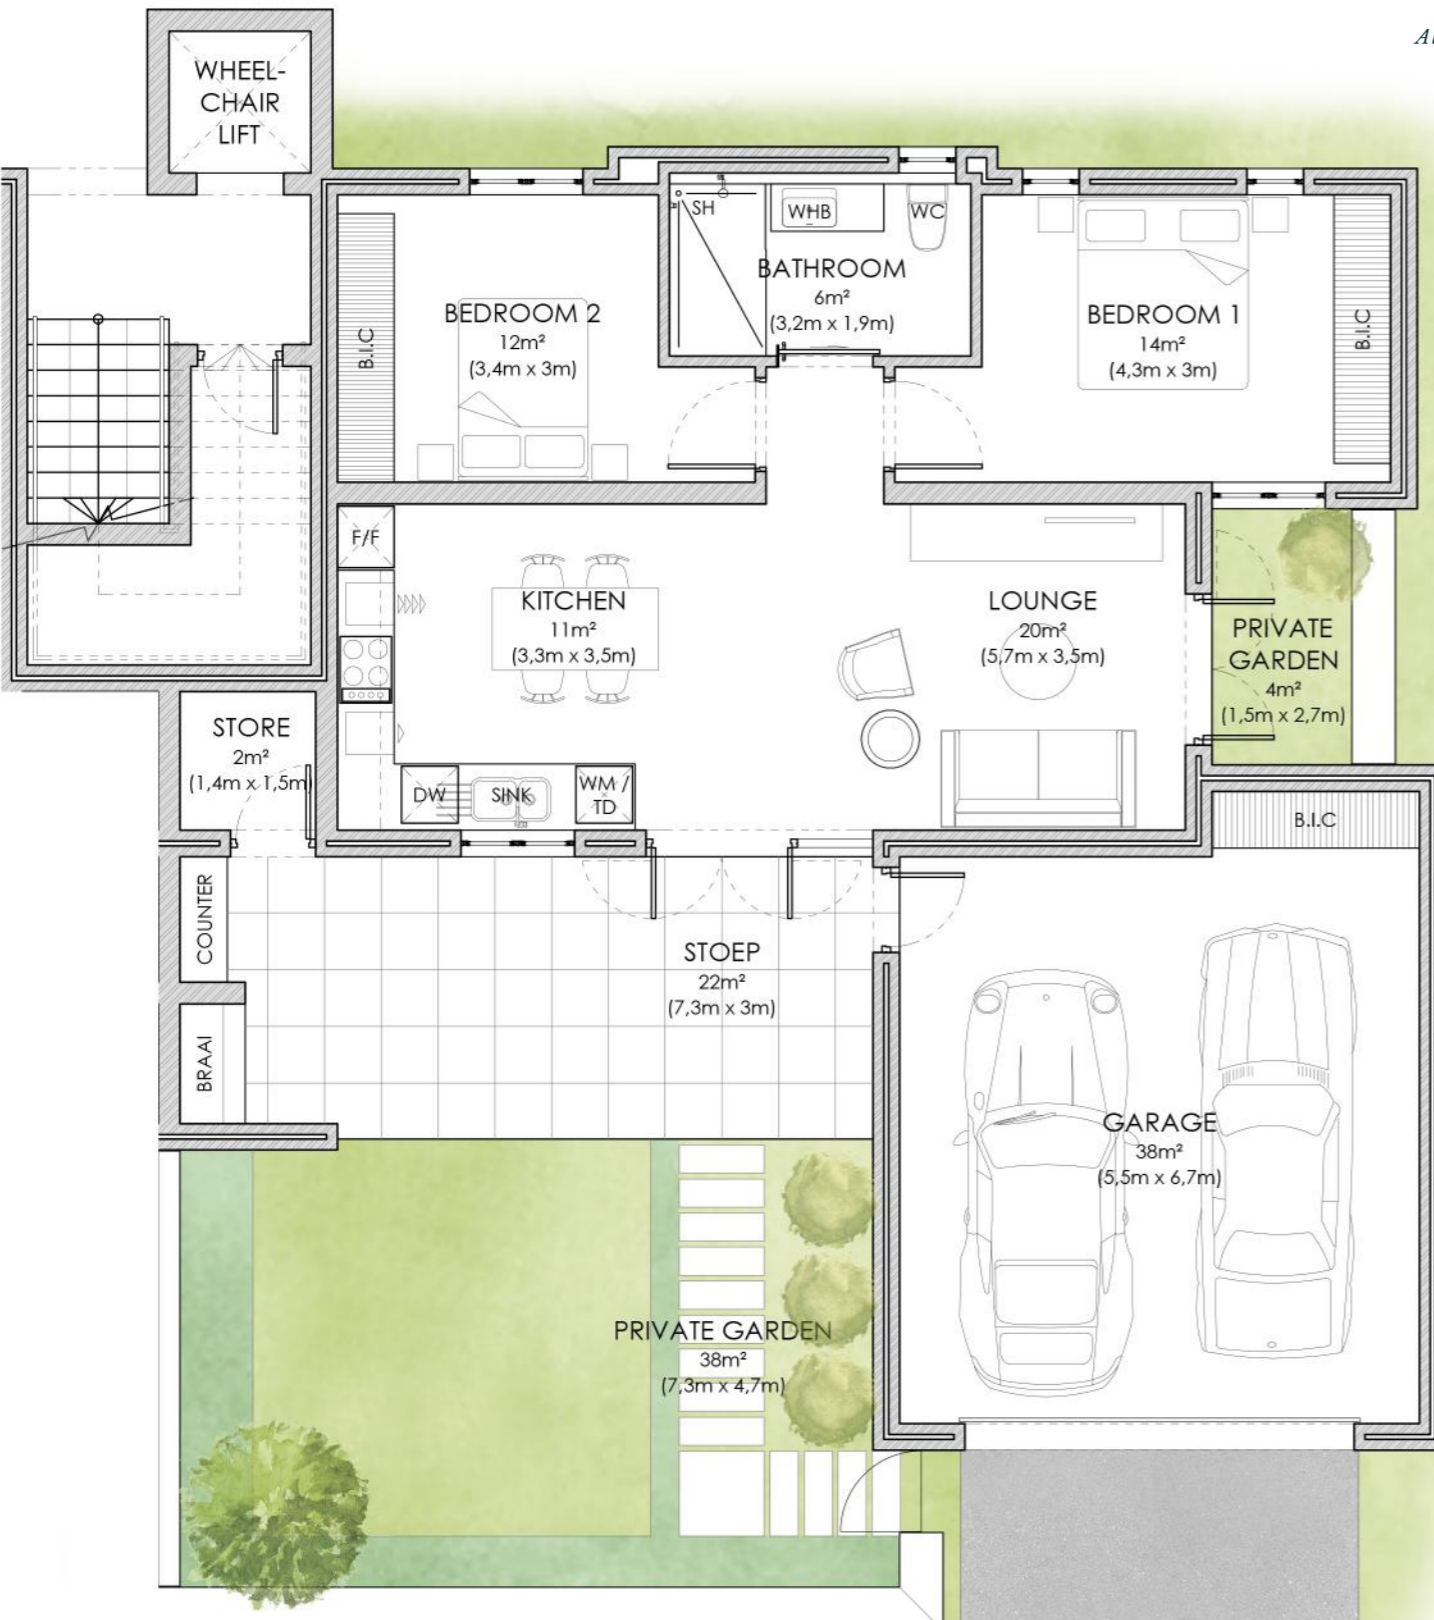 WHEEL-
CHAIR
LIFT
SH
WHB
WC
BATHROOM
6m²
(3,2m x 1,9m)
BEDROOM 2
12m²
(3,4m x 3m)
B.I.C
BEDROOM 1
14m²
(4,3m x 3m)
B.I.C
F/F
KITCHEN
11m²
(3,3m x 3,5m)
LOUNGE
20m²
(5,7m x 3,5m)
PRIVATE
GARDEN
4m²
(1,5m x 2,7m)
STORE
2m²
(1,4m x 1,5m)
DW
SINK
WM /
TD
B.I.C
COUNTER
STOEP
22m²
(7,3m x 3m)
BRAAI
GARAGE
38m²
(5,5m x 6,7m)
PRIVATE GARDEN
38m²
(7,3m x 4,7m)